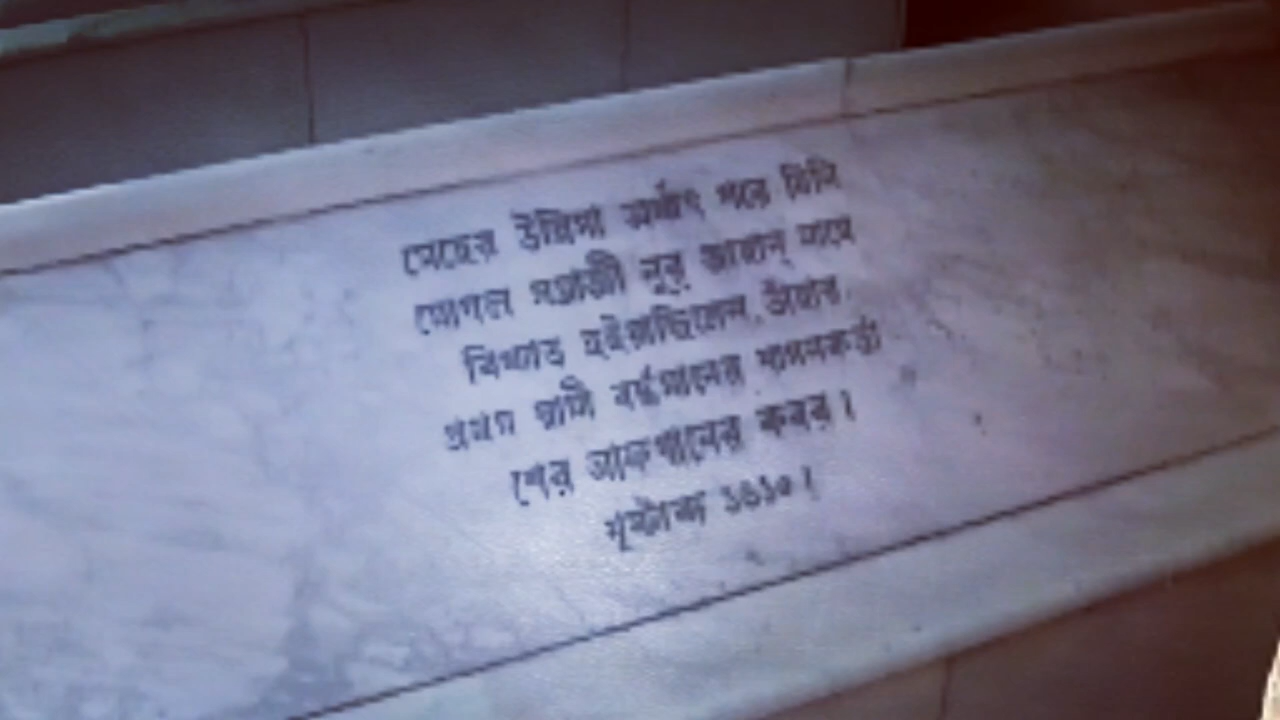 মেহের উন্নিসা অর্থাৎ পরে যিনি
মোগল সম্রাজ্ঞী নূর্ জাহান্ নামে
বিখ্যাত হইয়াছিলেন, তাঁহার
প্রথম স্বামী বর্দ্ধমানের শাসনকর্ত্তা
শের আফগানের কবর।
খৃষ্টাব্দ ১৬১০।